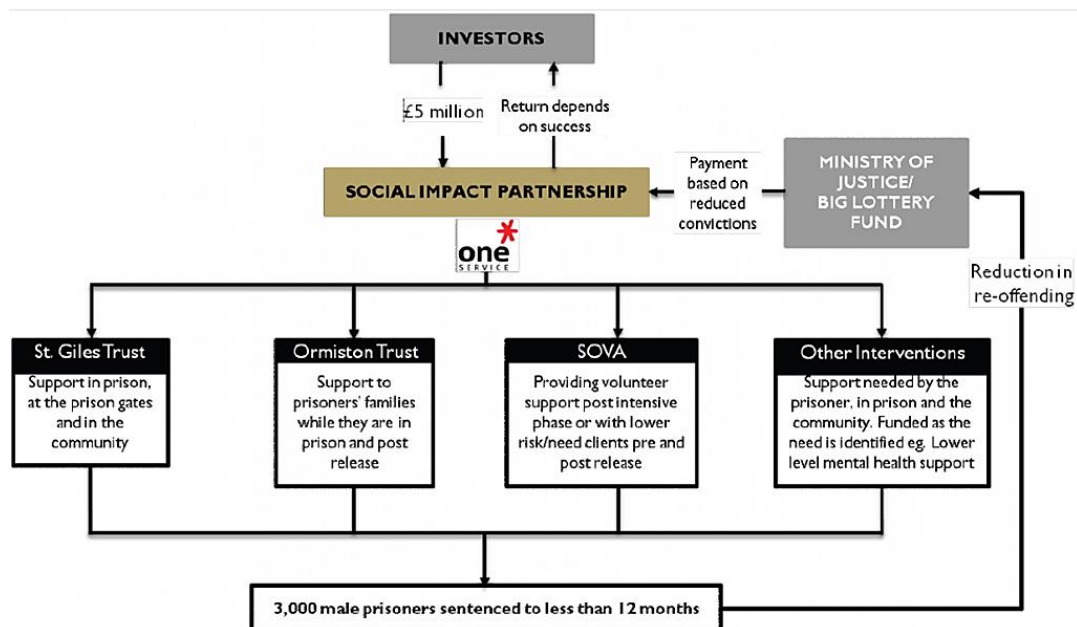 INVESTORS
£5 million
Return depends
on success
SOCIAL IMPACT PARTNERSHIP
Payment
based on
reduced
convictions
MINISTRY OF
JUSTICE/
BIG LOTTERY
FUND
one
SERVICE
Reduction in
re-offending
St. Giles Trust
Support in prison,
at the prison gates
and in the
community
Ormiston Trust
Support to
prisoners' families
while they are in
prison and post
release
SOVA
Providing volunteer
support post intensive
phase or with lower
risk/need clients pre and
post release
Other Interventions
Support needed by the
prisoner, in prison and the
community. Funded as the
need is identified eg. Lower
level mental health support
3,000 male prisoners sentenced to less than 12 months